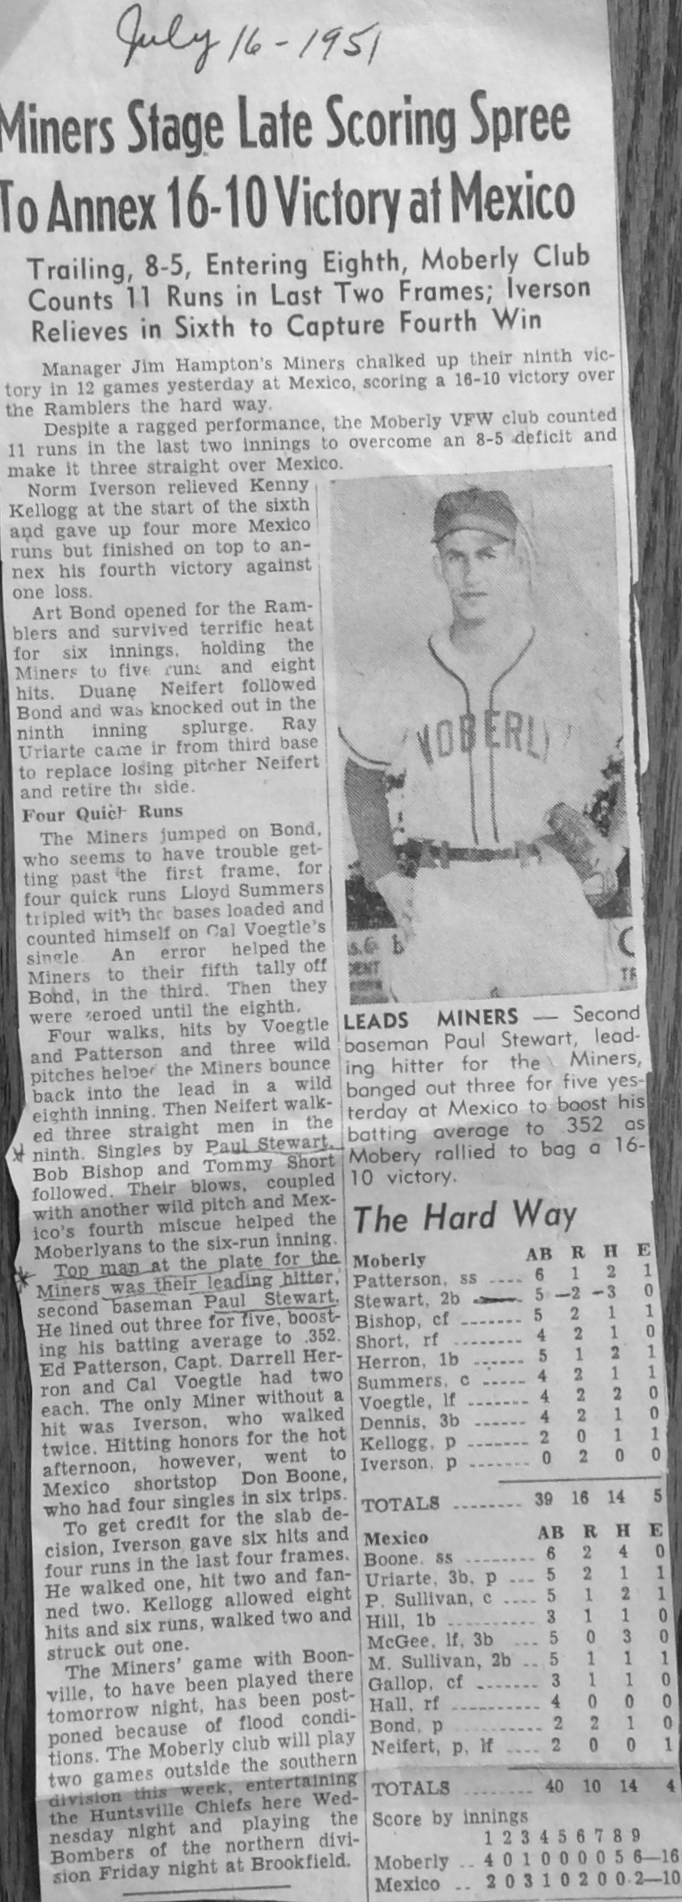 July 16-1951
Miners Stage Late Scoring Spree
To Annex 16-10 Victory at Mexico
Trailing, 8-5, Entering Eighth, Moberly Club
Counts 11 Runs in Last Two Frames; Iverson
Relieves in Sixth to Capture Fourth Win
Manager Jim Hampton's Miners chalked up their ninth vic-
tory in 12 games yesterday at Mexico, scoring a 16-10 victory over
the Ramblers the hard way.
Despite a ragged performance, the Moberly VFW club counted
11 runs in the last two innings to overcome an 8-5 deficit and
make it three straight over Mexico.
Norm Iverson relieved Kenny
Kellogg at the start of the sixth
and gave up four more Mexico
runs but finished on top to an-
nex his fourth victory against
one loss.
Art Bond opened for the Ram-
blers and survived terrific heat
for six innings, holding the
Miners to five runs and eight
hits. Duane Neifert followed
Bond and was knocked out in the
ninth inning splurge. Ray
Uriarte came ir from third base
to replace losing pitcher Neifert
and retire the side.
Four Quick Runs
The Miners jumped on Bond,
who seems to have trouble get-
ting past the first frame, for
four quick runs Lloyd Summers
tripled with the bases loaded and
counted himself on Cal Voegtle's
single. An error helped the
Miners to their fifth tally off
Bond, in the third. Then they
were zeroed until the eighth.
Four walks, hits by Voegtle
and Patterson and three wild
pitches helped the Miners bounce
back into the lead in a wild
eighth inning. Then Neifert walk-
ed three straight men in the
ninth. Singles by Paul Stewart,
Bob Bishop and Tommy Short
followed. Their blows, coupled
with another wild pitch and Mex-
ico's fourth miscue helped the
Moberlyans to the six-run inning.
Top man at the plate for the
Miners was their leading hitter,
second baseman Paul Stewart.
He lined out three for five, boost-
ing his batting average to .352.
Ed Patterson, Capt. Darrell Her-
ron and Cal Voegtle had two
each. The only Miner without a
hit was Iverson, who walked
twice. Hitting honors for the hot
afternoon, however, went to
Mexico shortstop Don Boone,
who had four singles in six trips.
To get credit for the slab de-
cision, Iverson gave six hits and
four runs in the last four frames.
He walked one, hit two and fan-
ned two. Kellogg allowed eight
hits and six runs, walked two and
struck out one.
The Miners' game with Boon-
ville, to have been played there
tomorrow night, has been post-
poned because of flood condi-
tions. The Moberly club will play
two games outside the southern
division this week, entertaining
the Huntsville Chiefs here Wed-
nesday night and playing the
Bombers of the northern divi-
sion Friday night at Brookfield.
MOBERLY
LEADS MINERS — Second
baseman Paul Stewart, lead-
ing hitter for the Miners,
banged out three for five yes-
terday at Mexico to boost his
batting average to 352 as
Mobery rallied to bag a 16-
10 victory.
The Hard Way
Moberly AB R H E
Patterson, ss ---- 6 1 2 1
Stewart, 2b 5 -2 -3 0
Bishop, cf ------- 5 2 1 1
Short, rf -------- 4 2 1 0
Herron, 1b ------ 5 1 2 1
Summers, c ----- 4 2 1 1
Voegtle, lf ------ 4 2 2 0
Dennis, 3b ------ 4 2 1 0
Kellogg, p ------- 2 0 1 1
Iverson, p ------- 0 2 0 0
TOTALS -------- 39 16 14 5
Mexico AB R H E
Boone, ss -------- 6 2 4 0
Uriarte, 3b, p --- 5 2 1 1
P. Sullivan, c ---- 5 1 2 1
Hill, 1b ---------- 3 1 1 0
McGee, lf, 3b --- 5 0 3 0
M. Sullivan, 2b -- 5 1 1 1
Gallop, cf ------- 3 1 1 0
Hall, rf ---------- 4 0 0 0
Bond, p ---------- 2 2 1 0
Neifert, p, lf ---- 2 0 0 1
TOTALS -------- 40 10 14 4
Score by innings
1 2 3 4 5 6 7 8 9
Moberly -- 4 0 1 0 0 0 0 5 6—16
Mexico -- 2 0 3 1 0 2 0 0 2—10